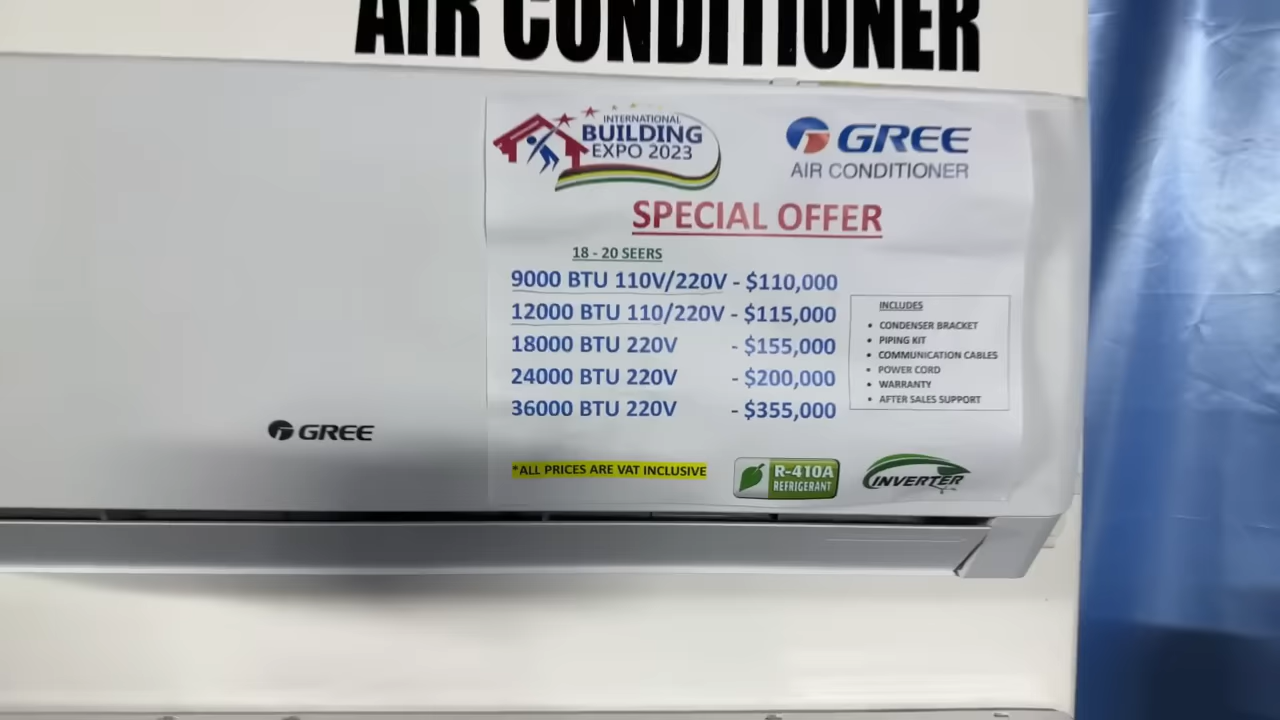 AIR CONDITIONER
INTERNATIONAL
BUILDING
EXPO 2023
GREE
AIR CONDITIONER
SPECIAL OFFER
18 - 20 SEERS
9000 BTU 110V/220V - $110,000
12000 BTU 110/220V - $115,000
18000 BTU 220V - $155,000
24000 BTU 220V - $200,000
36000 BTU 220V - $355,000
INCLUDES
• CONDENSER BRACKET
• PIPING KIT
• COMMUNICATION CABLES
• POWER CORD
• WARRANTY
• AFTER SALES SUPPORT
GREE
*ALL PRICES ARE VAT INCLUSIVE
R-410A
REFRIGERANT
INVERTER